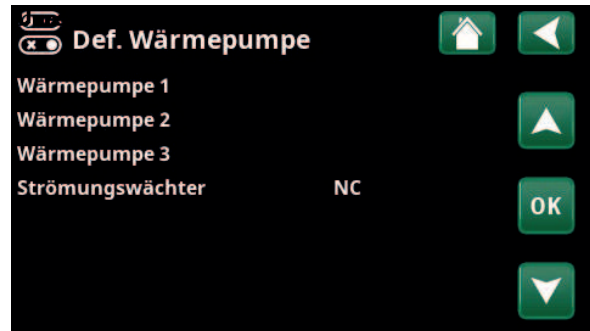 Def. Wärmepumpe
Wärmepumpe 1
Wärmepumpe 2
Wärmepumpe 3
Strömungswächter NC
OK